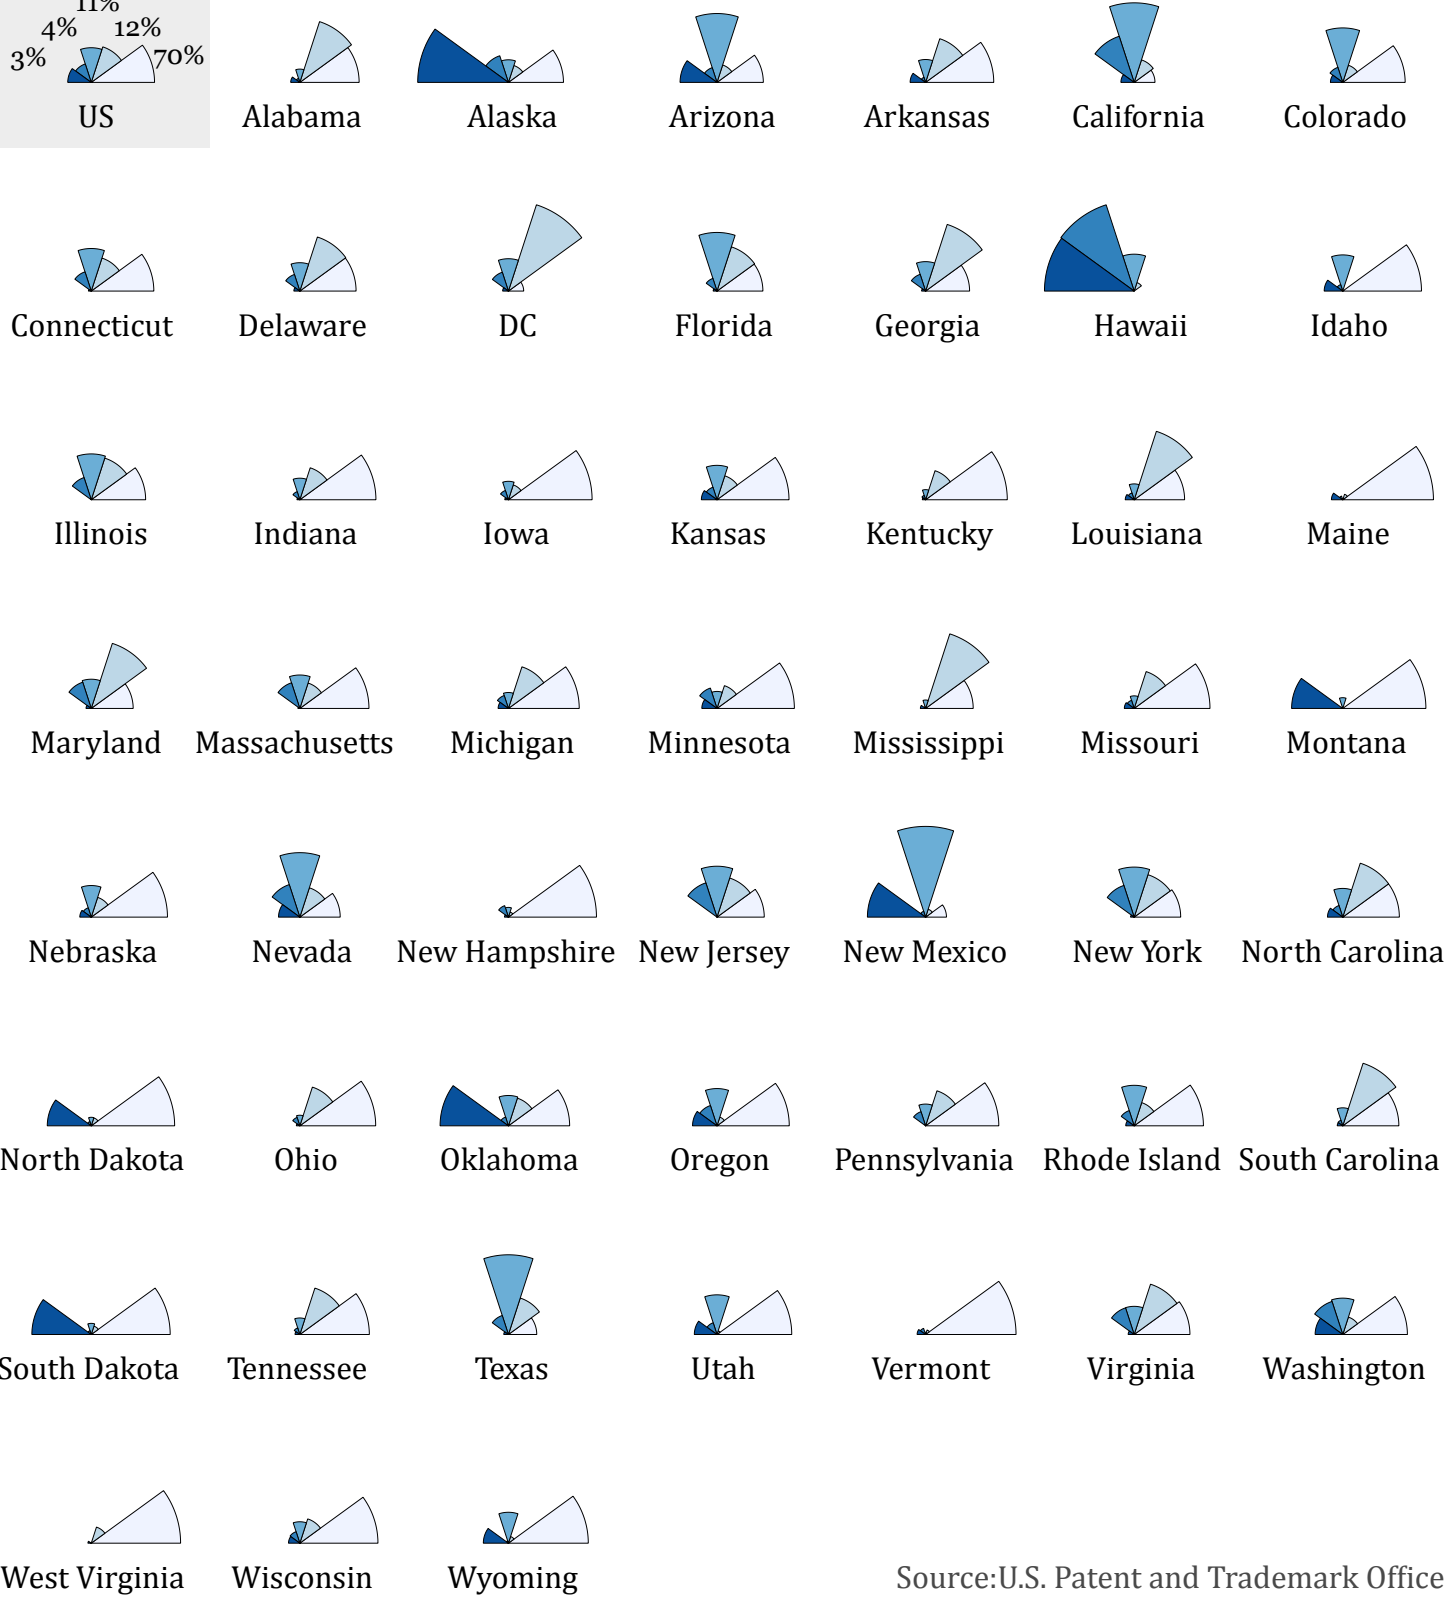 11%
4% 12%
3% 70%
US Alabama Alaska Arizona Arkansas California Colorado
Connecticut Delaware DC Florida Georgia Hawaii Idaho
Illinois Indiana Iowa Kansas Kentucky Louisiana Maine
Maryland Massachusetts Michigan Minnesota Mississippi Missouri Montana
Nebraska Nevada New Hampshire New Jersey New Mexico New York North Carolina
North Dakota Ohio Oklahoma Oregon Pennsylvania Rhode Island South Carolina
South Dakota Tennessee Texas Utah Vermont Virginia Washington
West Virginia Wisconsin Wyoming
Source:U.S. Patent and Trademark Office